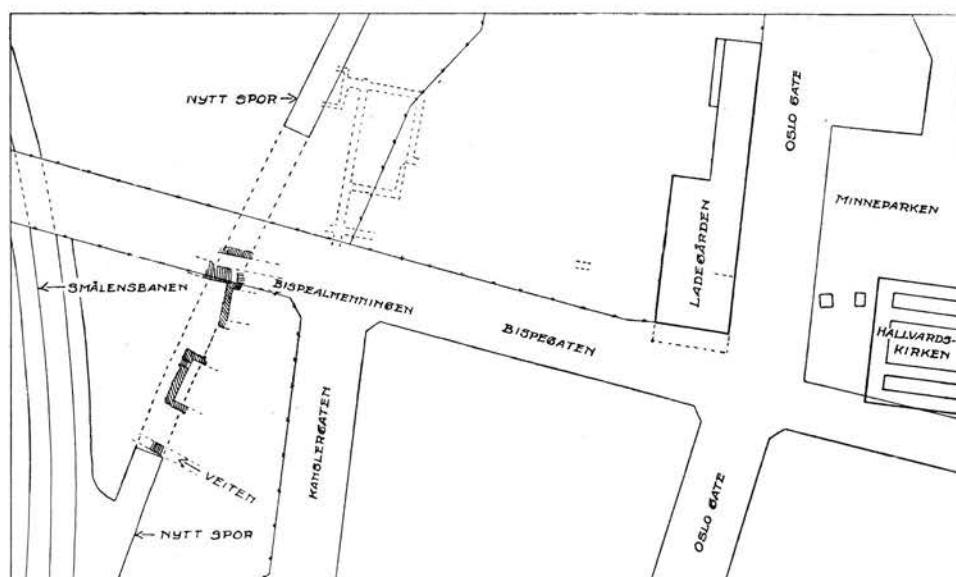 NYTT SPOR
OSLO GATE
MINNEPARKEN
LADEGÅRDEN
SMÅLENSBANEN
BISPEALMENNINGEN
BISPEGATEN
HALLVARDS-
KIRKEN
KANSLERGATEN
VEITEN
NYTT SPOR
OSLO GATE